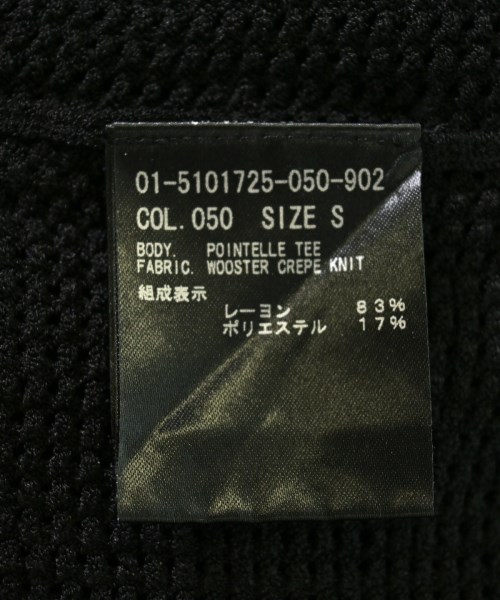 01-5101725-050-902
COL. 050 SIZE S
BODY. POINTELLE TEE
FABRIC. WOOSTER CREPE KNIT
組成表示
レーヨン 83%
ポリエステル 17%